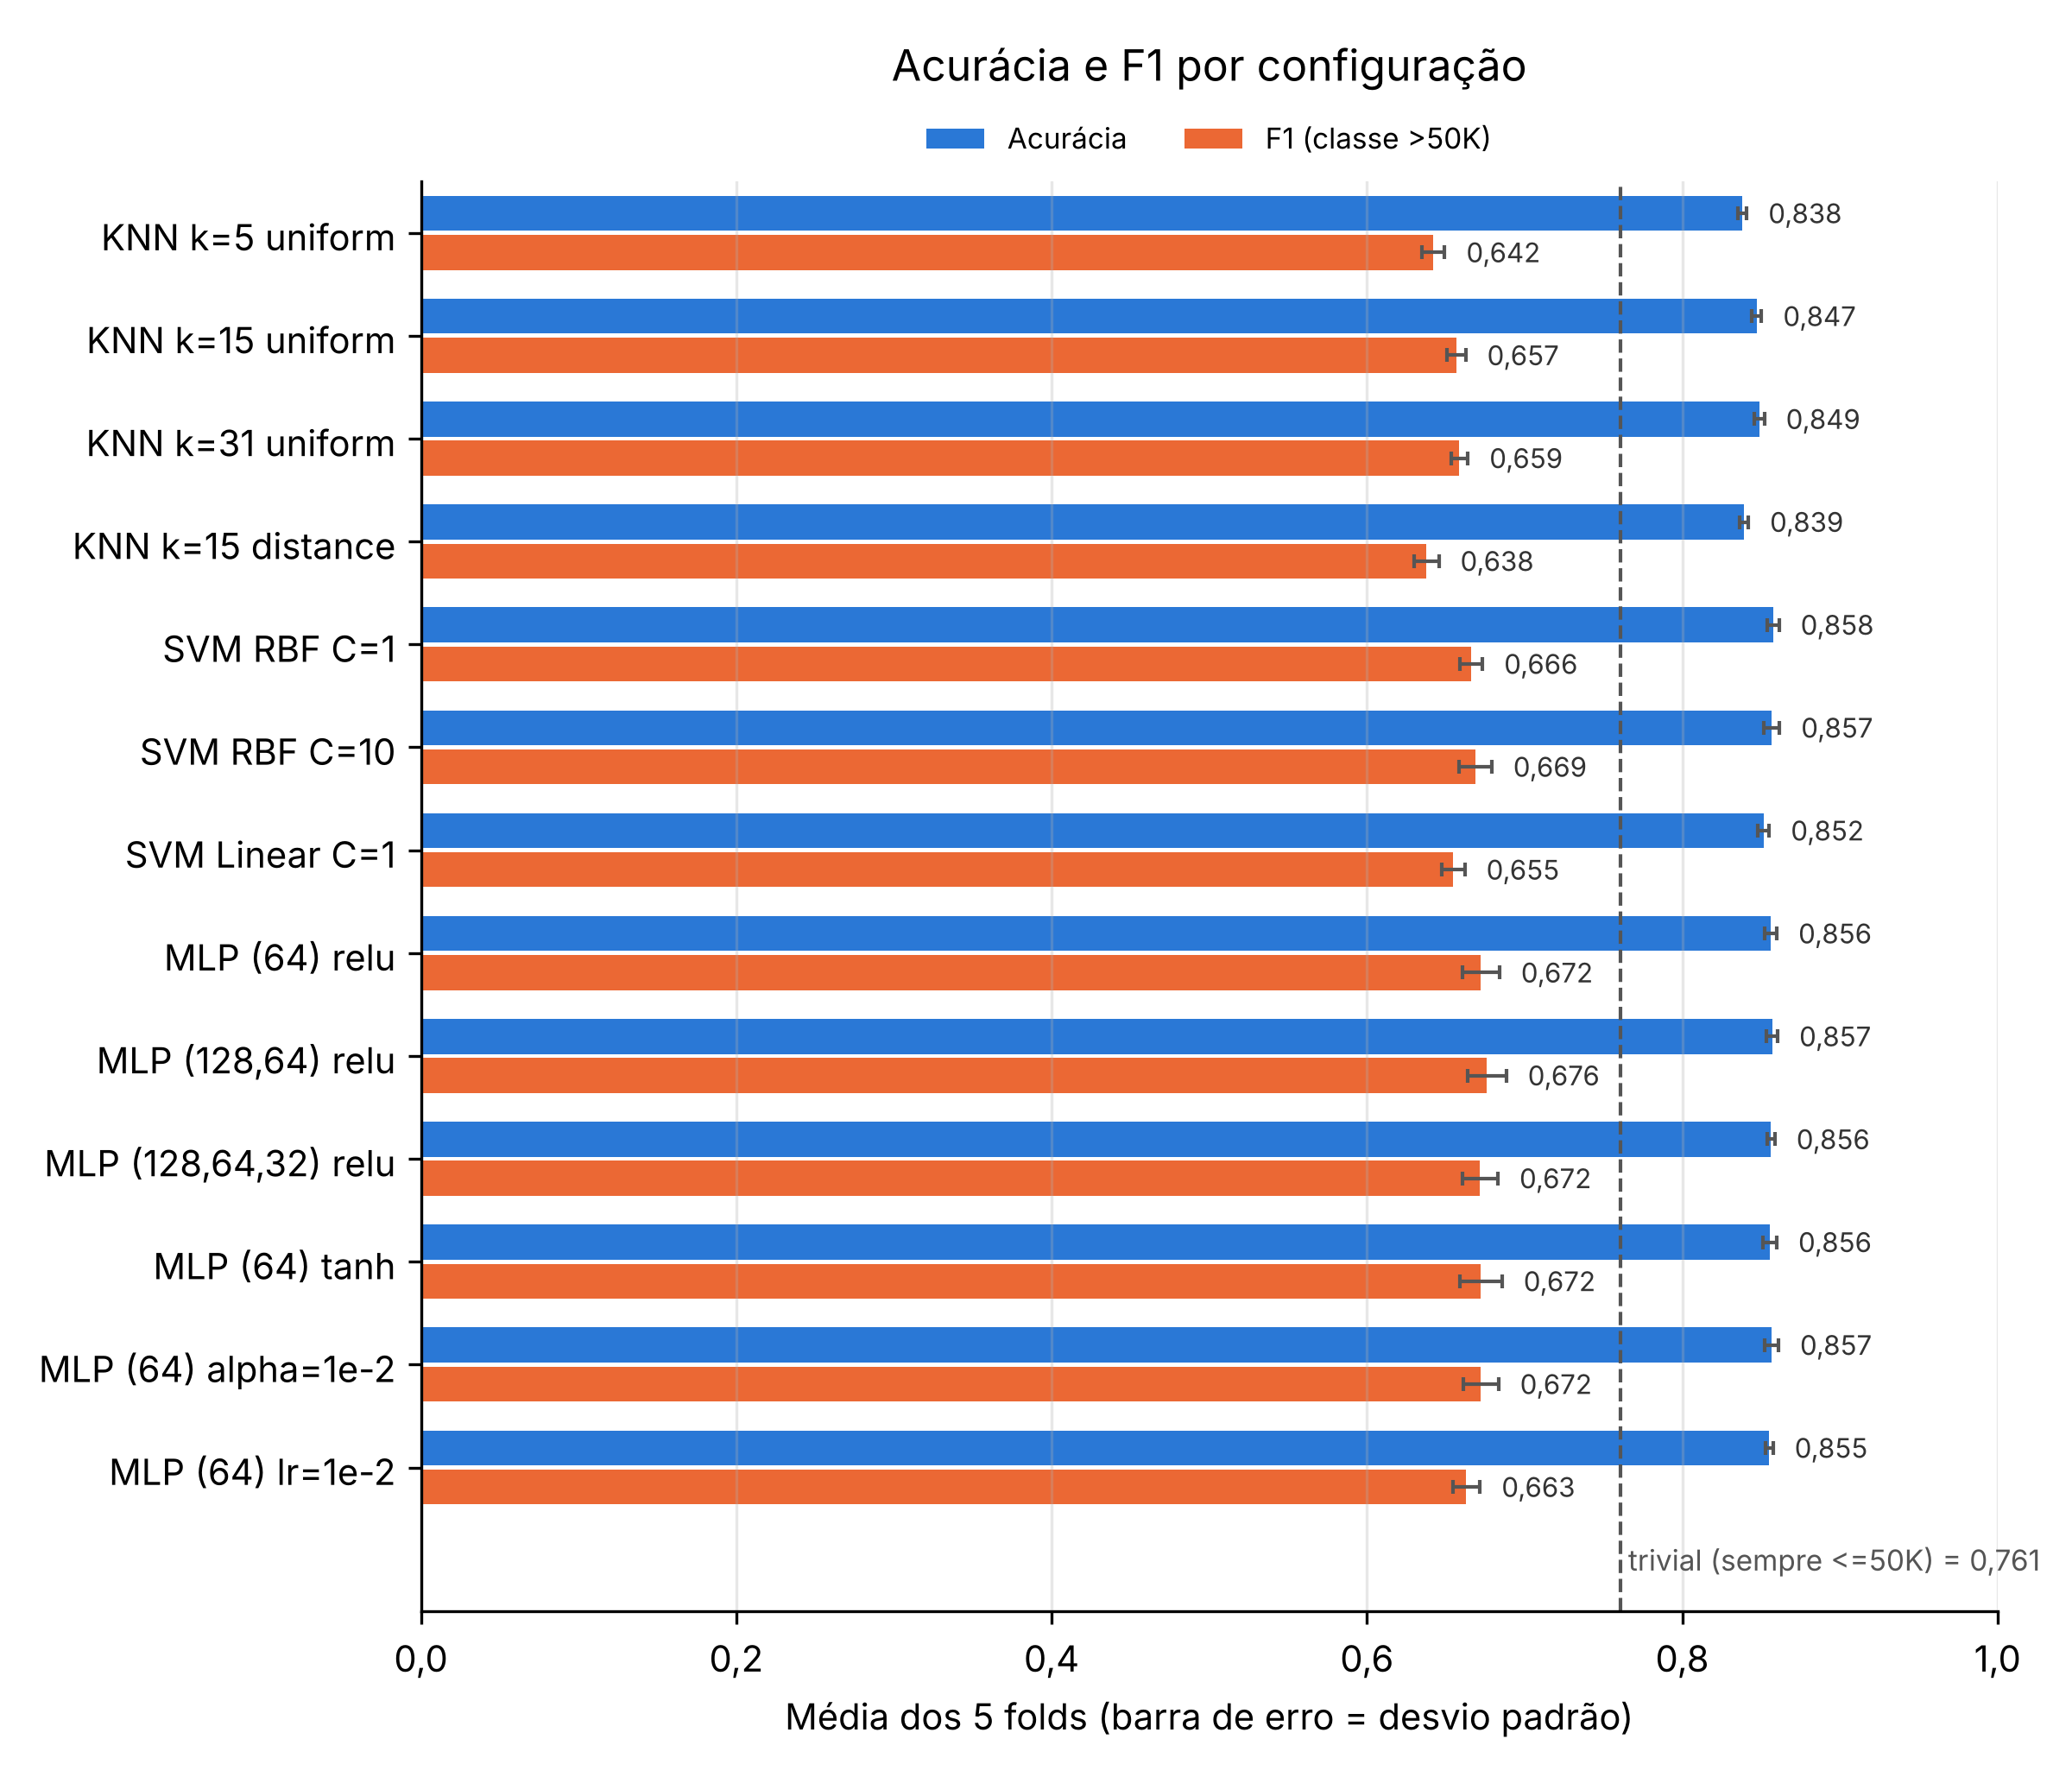 Acurácia e F1 por configuração
Acurácia
F1 (classe >50K)
KNN k=5 uniform
0,838
0,642
KNN k=15 uniform
0,847
0,657
KNN k=31 uniform
0,849
0,659
KNN k=15 distance
0,839
0,638
SVM RBF C=1
0,858
0,666
SVM RBF C=10
0,857
0,669
SVM Linear C=1
0,852
0,655
MLP (64) relu
0,856
0,672
MLP (128,64) relu
0,857
0,676
MLP (128,64,32) relu
0,856
0,672
MLP (64) tanh
0,856
0,672
MLP (64) alpha=1e-2
0,857
0,672
MLP (64) lr=1e-2
0,855
0,663
trivial (sempre <=50K) = 0,761
0,0 0,2 0,4 0,6 0,8 1,0
Média dos 5 folds (barra de erro = desvio padrão)